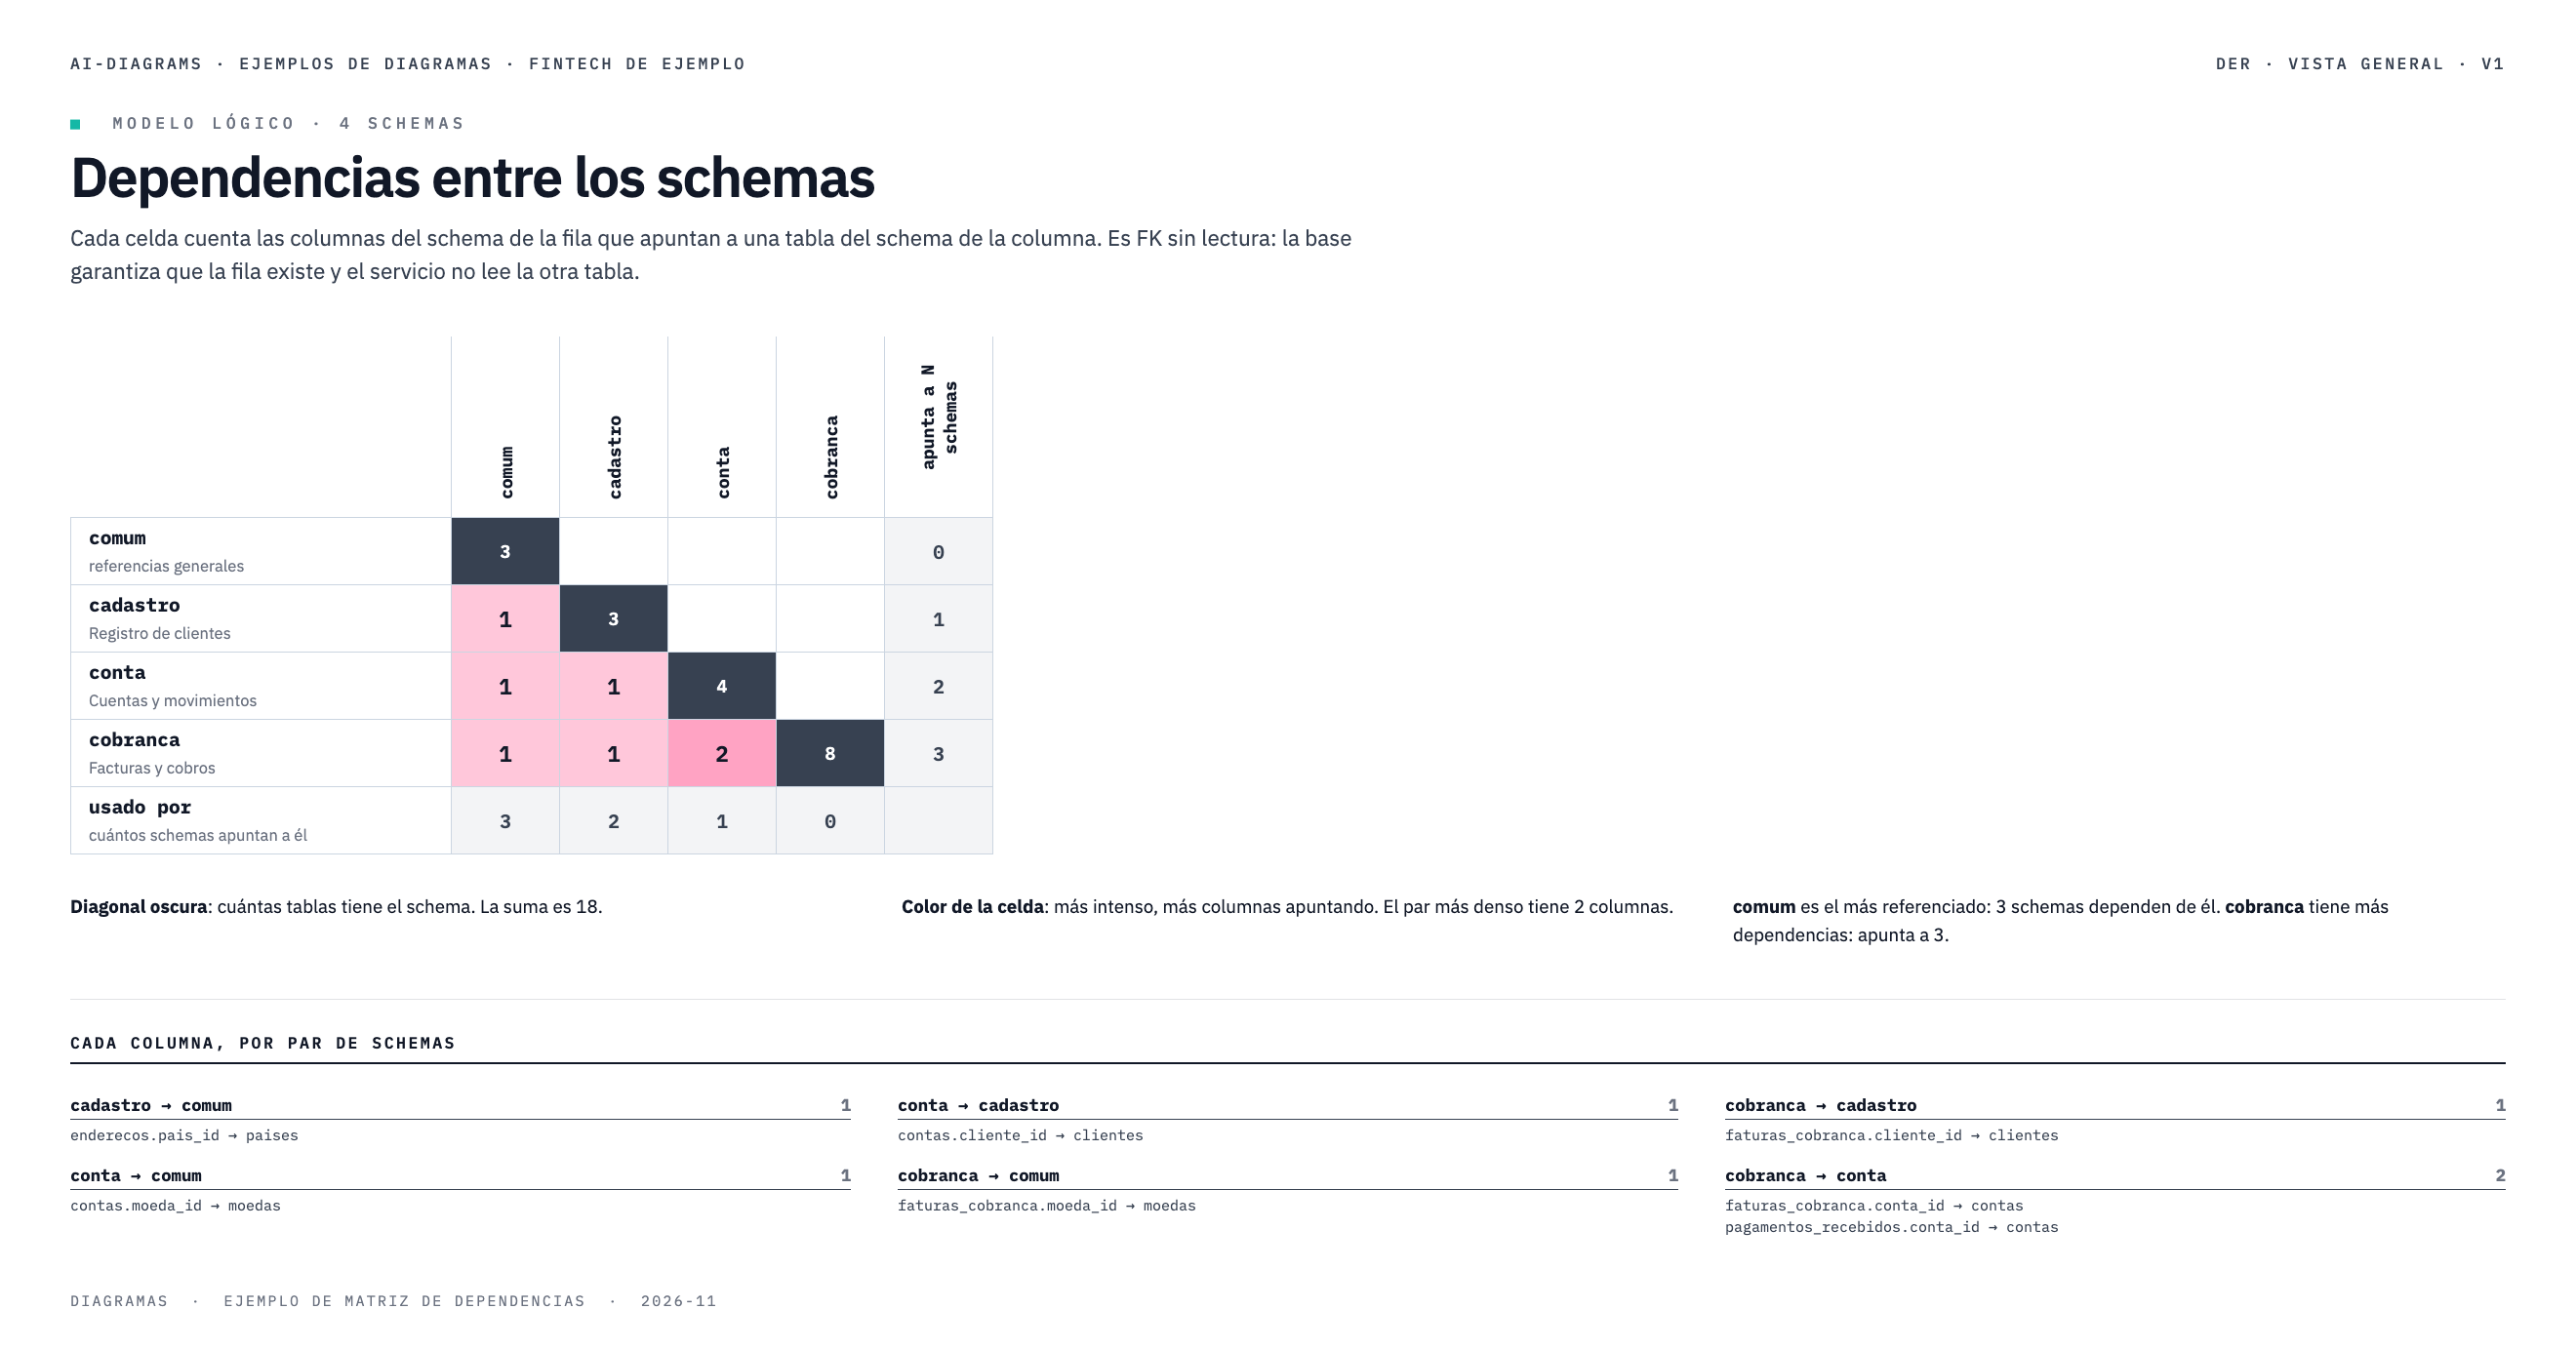 AI-DIAGRAMS · EJEMPLOS DE DIAGRAMAS · FINTECH DE EJEMPLO
DER · VISTA GENERAL · V1
MODELO LÓGICO · 4 SCHEMAS
Dependencias entre los schemas
Cada celda cuenta las columnas del schema de la fila que apuntan a una tabla del schema de la columna. Es FK sin lectura: la base
garantiza que la fila existe y el servicio no lee la otra tabla.
comum
cadastro
conta
cobranca
apunta a N
schemas
comum
referencias generales
3
0
cadastro
Registro de clientes
1
3
1
conta
Cuentas y movimientos
1
1
4
2
cobranca
Facturas y cobros
1
1
2
8
3
usado por
cuántos schemas apuntan a él
3
2
1
0
Diagonal oscura: cuántas tablas tiene el schema. La suma es 18.
Color de la celda: más intenso, más columnas apuntando. El par más denso tiene 2 columnas.
comum es el más referenciado: 3 schemas dependen de él. cobranca tiene más
dependencias: apunta a 3.
CADA COLUMNA, POR PAR DE SCHEMAS
cadastro → comum 1
enderecos.pais_id → paises
conta → comum 1
contas.moeda_id → moedas
conta → cadastro 1
contas.cliente_id → clientes
cobranca → comum 1
faturas_cobranca.moeda_id → moedas
cobranca → cadastro 1
faturas_cobranca.cliente_id → clientes
cobranca → conta 2
faturas_cobranca.conta_id → contas
pagamentos_recebidos.conta_id → contas
DIAGRAMAS · EJEMPLO DE MATRIZ DE DEPENDENCIAS · 2026-11